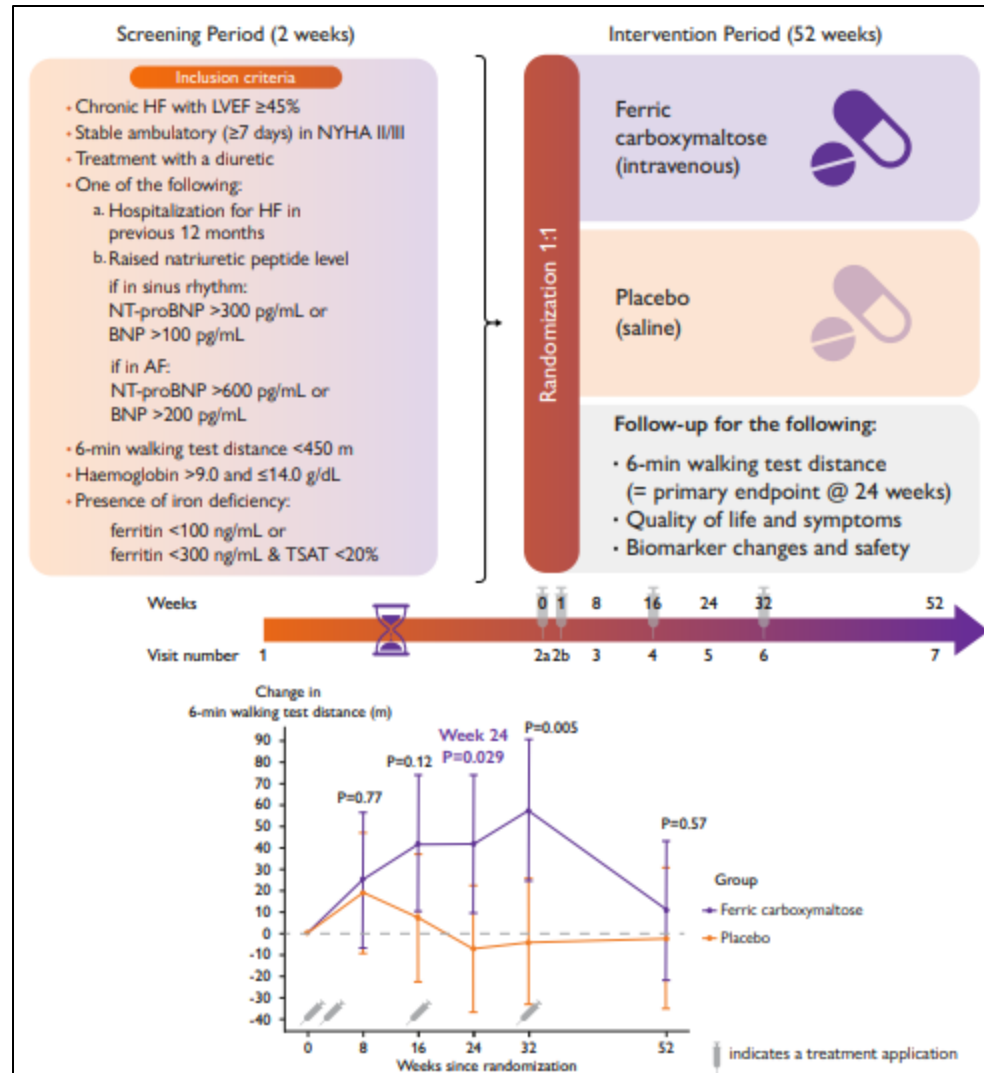 Screening Period (2 weeks)
Inclusion criteria
• Chronic HF with LVEF ≥45%
• Stable ambulatory (≥7 days) in NYHA II/III
• Treatment with a diuretic
• One of the following:
a. Hospitalization for HF in
previous 12 months
b. Raised natriuretic peptide level
if in sinus rhythm:
NT-proBNP >300 pg/mL or
BNP >100 pg/mL
if in AF:
NT-proBNP >600 pg/mL or
BNP >200 pg/mL
• 6-min walking test distance <450 m
• Haemoglobin >9.0 and ≤14.0 g/dL
• Presence of iron deficiency:
ferritin <100 ng/mL or
ferritin <300 ng/mL & TSAT <20%
Intervention Period (52 weeks)
Randomization 1:1
Ferric
carboxymaltose
(intravenous)
Placebo
(saline)
Follow-up for the following:
· 6-min walking test distance
(= primary endpoint @ 24 weeks)
· Quality of life and symptoms
· Biomarker changes and safety
Weeks 0 1 8 16 24 32 52
Visit number 1 2a 2b 3 4 5 6 7
Change in
6-min walking test distance (m)
90
80
70
60
50
40
30
20
10
0
-10
-20
-30
-40
P=0.77
P=0.12
Week 24
P=0.029
P=0.005
P=0.57
0 8 16 24 32 52
Weeks since randomization
Group
Ferric carboxymaltose
Placebo
indicates a treatment application